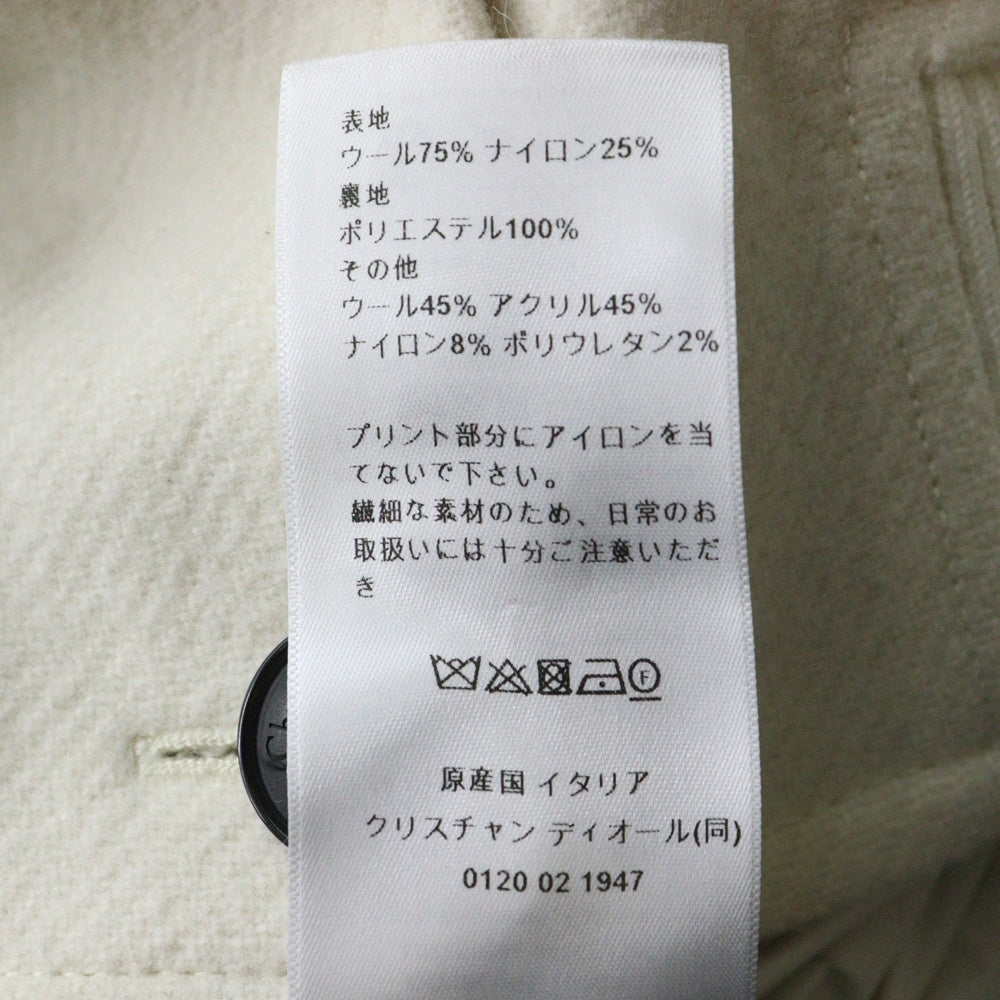 表地
ウール75% ナイロン25%
裏地
ポリエステル100%
その他
ウール45% アクリル45%
ナイロン8% ポリウレタン2%
プリント部分にアイロンを当
てないで下さい。
繊細な素材のため、日常のお
取扱いには十分ご注意いただ
き
F
原産国 イタリア
クリスチャン ディオール(同)
0120 02 1947
Ch